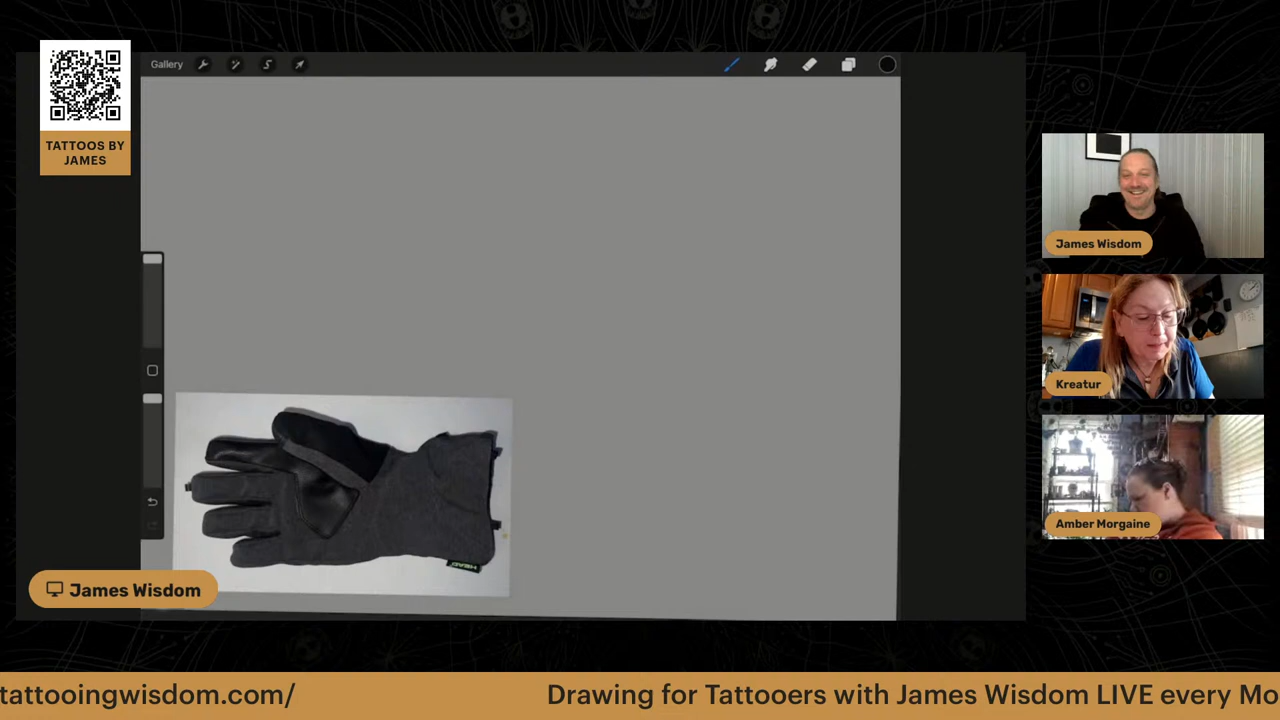 TATTOOS BY
JAMES
Gallery
James Wisdom
Kreatur
Amber Morgaine
HEAD
James Wisdom
tattooingwisdom.com/
Drawing for Tattooers with James Wisdom LIVE every Mo